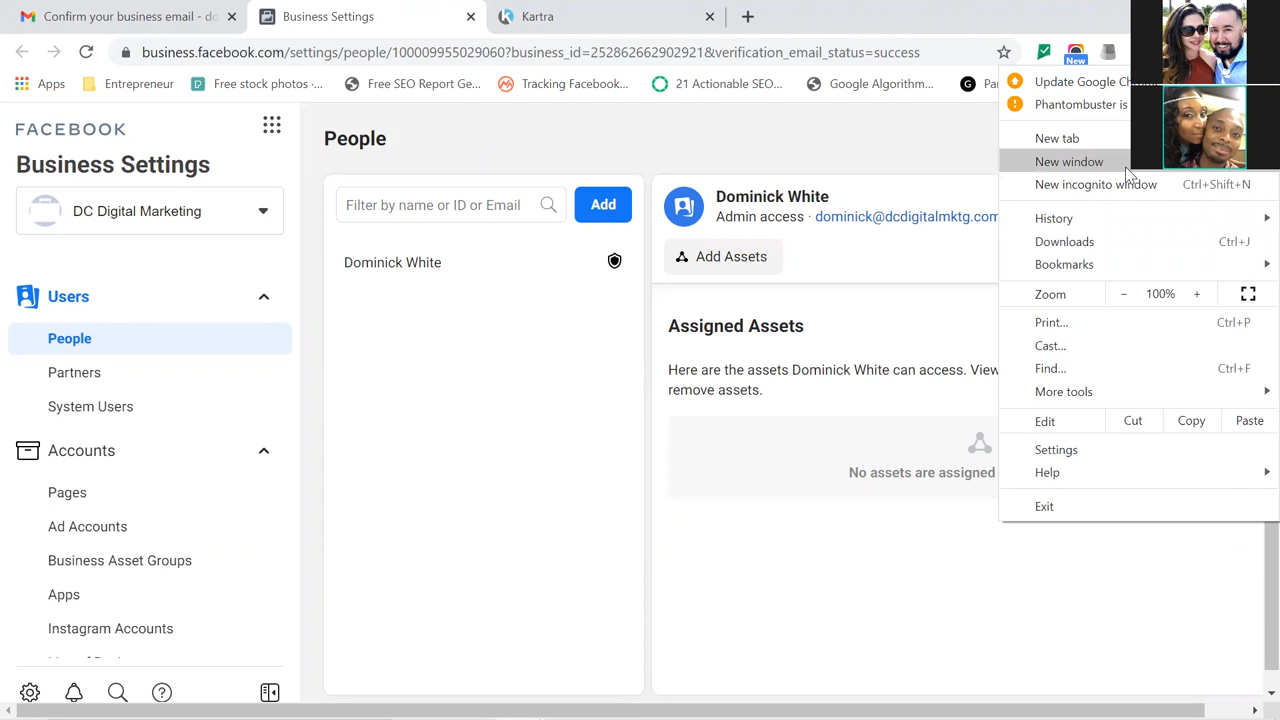 Confirm your business email - do
Business Settings
Kartra
business.facebook.com/settings/people/100009955029060?business_id=252862662902921&verification_email_status=success
New
Apps
Entrepreneur
Free stock photos ·...
Free SEO Report Ge...
Tracking Facebook...
21 Actionable SEO...
Google Algorithm...
Update Google Chrome
Phantombuster is
New tab
New window
New incognito window Ctrl+Shift+N
History
Downloads Ctrl+J
Bookmarks
Zoom − 100% +
Print... Ctrl+P
Cast...
Find... Ctrl+F
More tools
Edit Cut Copy Paste
Settings
Help
Exit
FACEBOOK
Business Settings
DC Digital Marketing
Users
People
Partners
System Users
Accounts
Pages
Ad Accounts
Business Asset Groups
Apps
Instagram Accounts
People
Filter by name or ID or Email
Add
Dominick White
Dominick White
Admin access · dominick@dcdigitalmktg.com
Add Assets
Assigned Assets
Here are the assets Dominick White can access. View
remove assets.
No assets are assigned